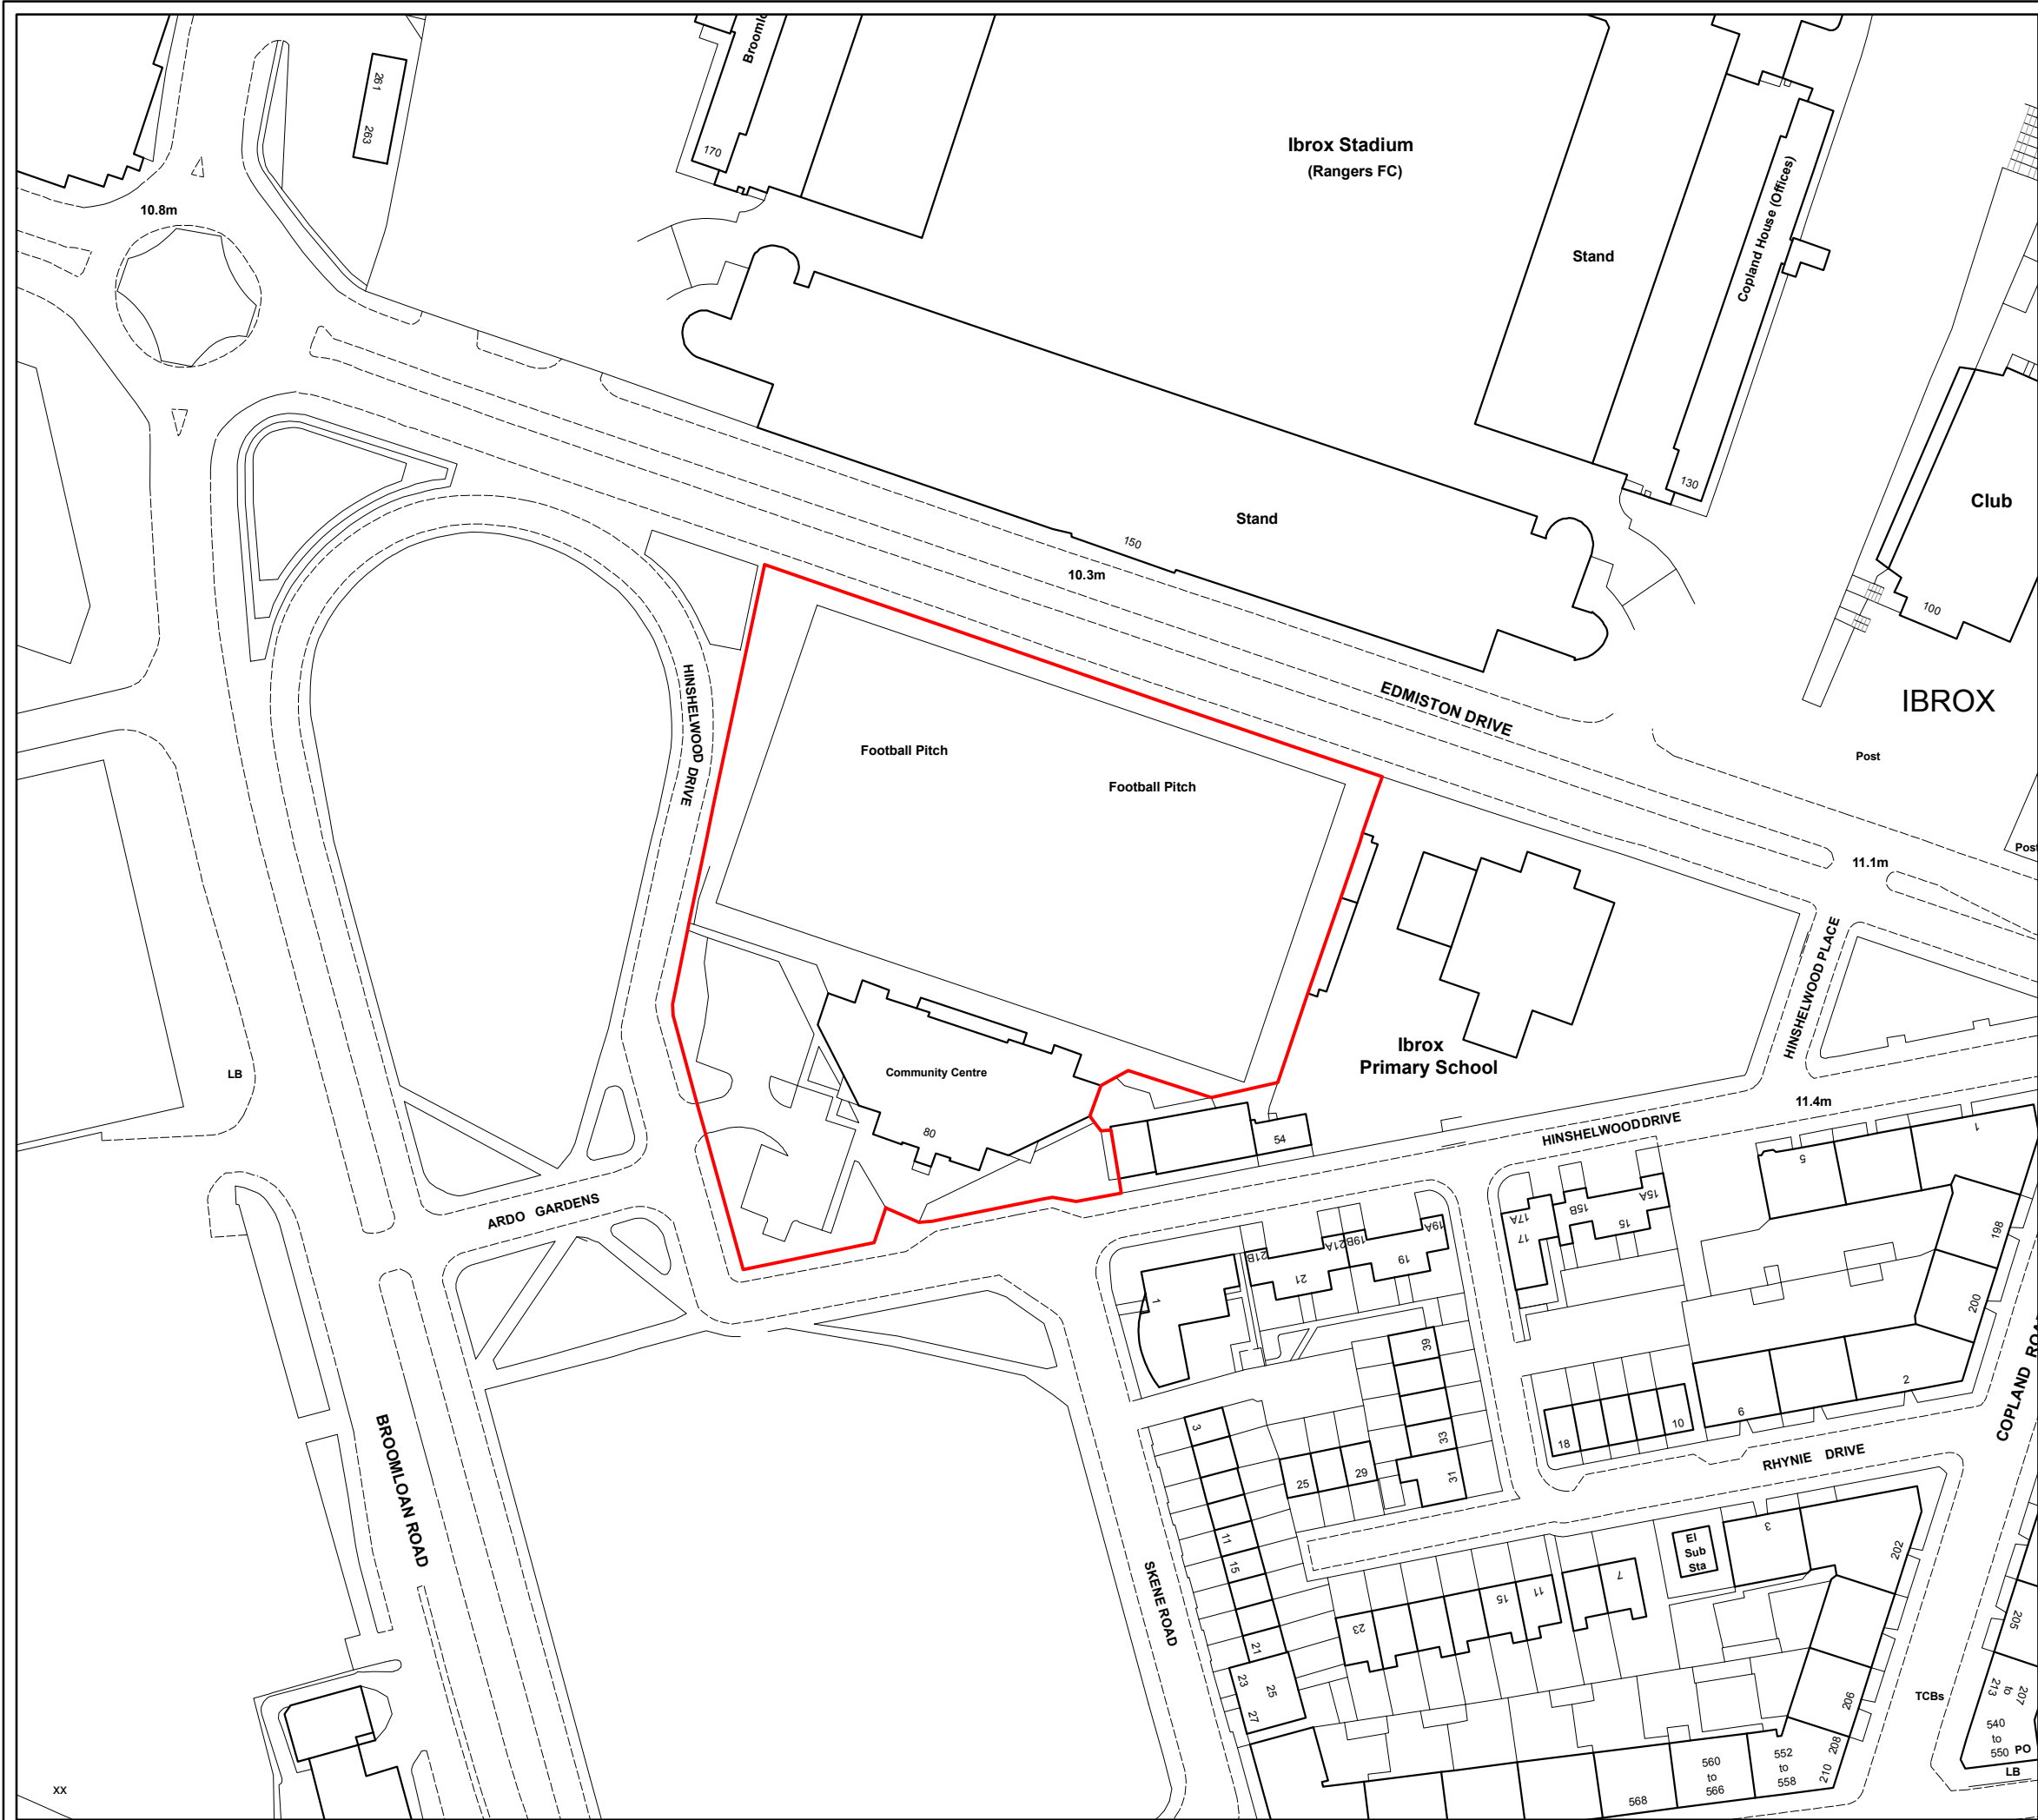 261
263
Broomlo
170
Ibrox Stadium
(Rangers FC)
Copland House (Offices)
10.8m
Stand
130
Club
Stand
150
10.3m
100
HINSHELWOOD DRIVE
EDMISTON DRIVE
IBROX
Football Pitch
Post
Football Pitch
Post
11.1m
HINSHELWOOD PLACE
Ibrox
Primary School
LB
Community Centre
11.4m
80
54
HINSHELWOOD DRIVE
1
5
ARDO GARDENS
15A
15B
15
17A
17
19A
19B
21A
21B
19
21
1
198
200
39
COPLAND ROA
2
6
10
18
3
33
31
29
25
RHYNIE DRIVE
BROOMLOAN ROAD
11
15
El
Sub
Sta
3
202
SKENE ROAD
7
11
15
23
205
21
23
25
27
206
TCBs
207
to
213
540
to
550
PO
LB
208
210
552
to
558
560
to
566
568
XX